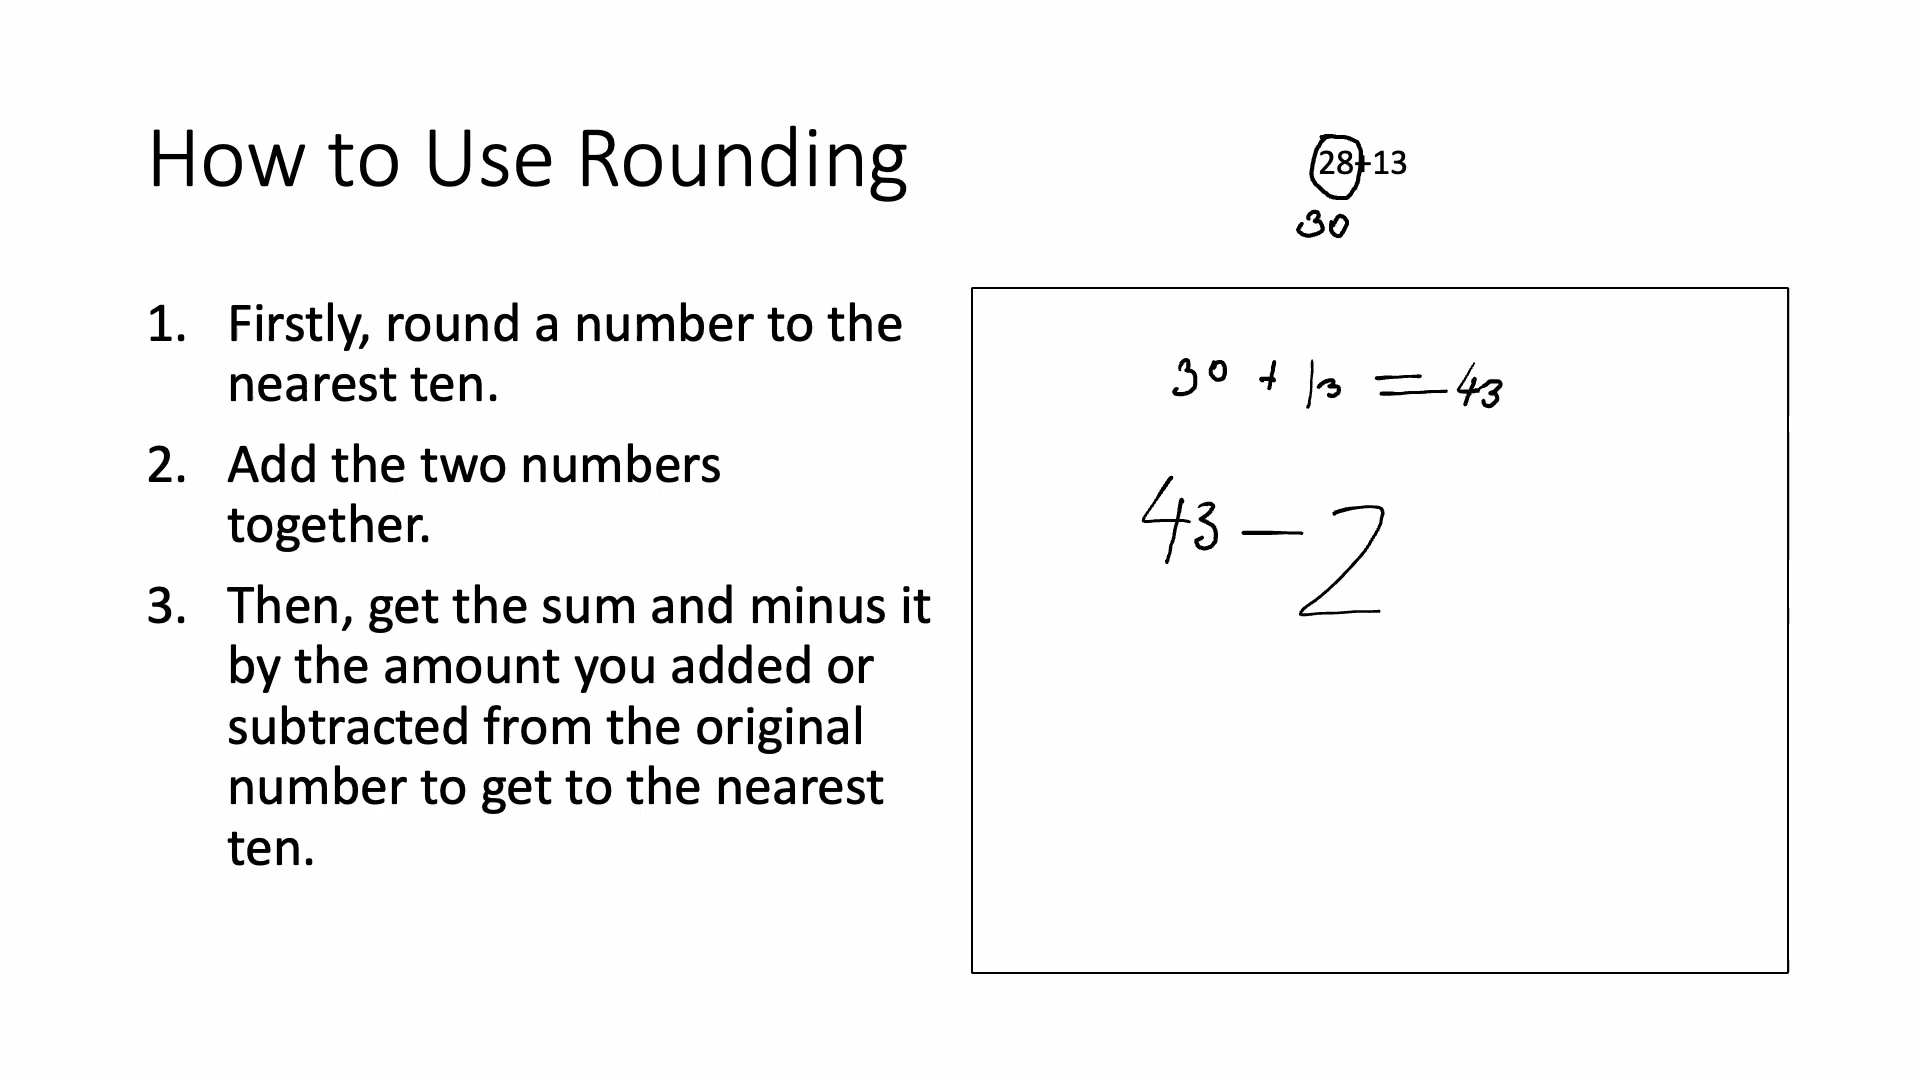 How to Use Rounding
28+13
30
1. Firstly, round a number to the
nearest ten.
2. Add the two numbers
together.
3. Then, get the sum and minus it
by the amount you added or
subtracted from the original
number to get to the nearest
ten.
30 + 13 = 43
43 - 2